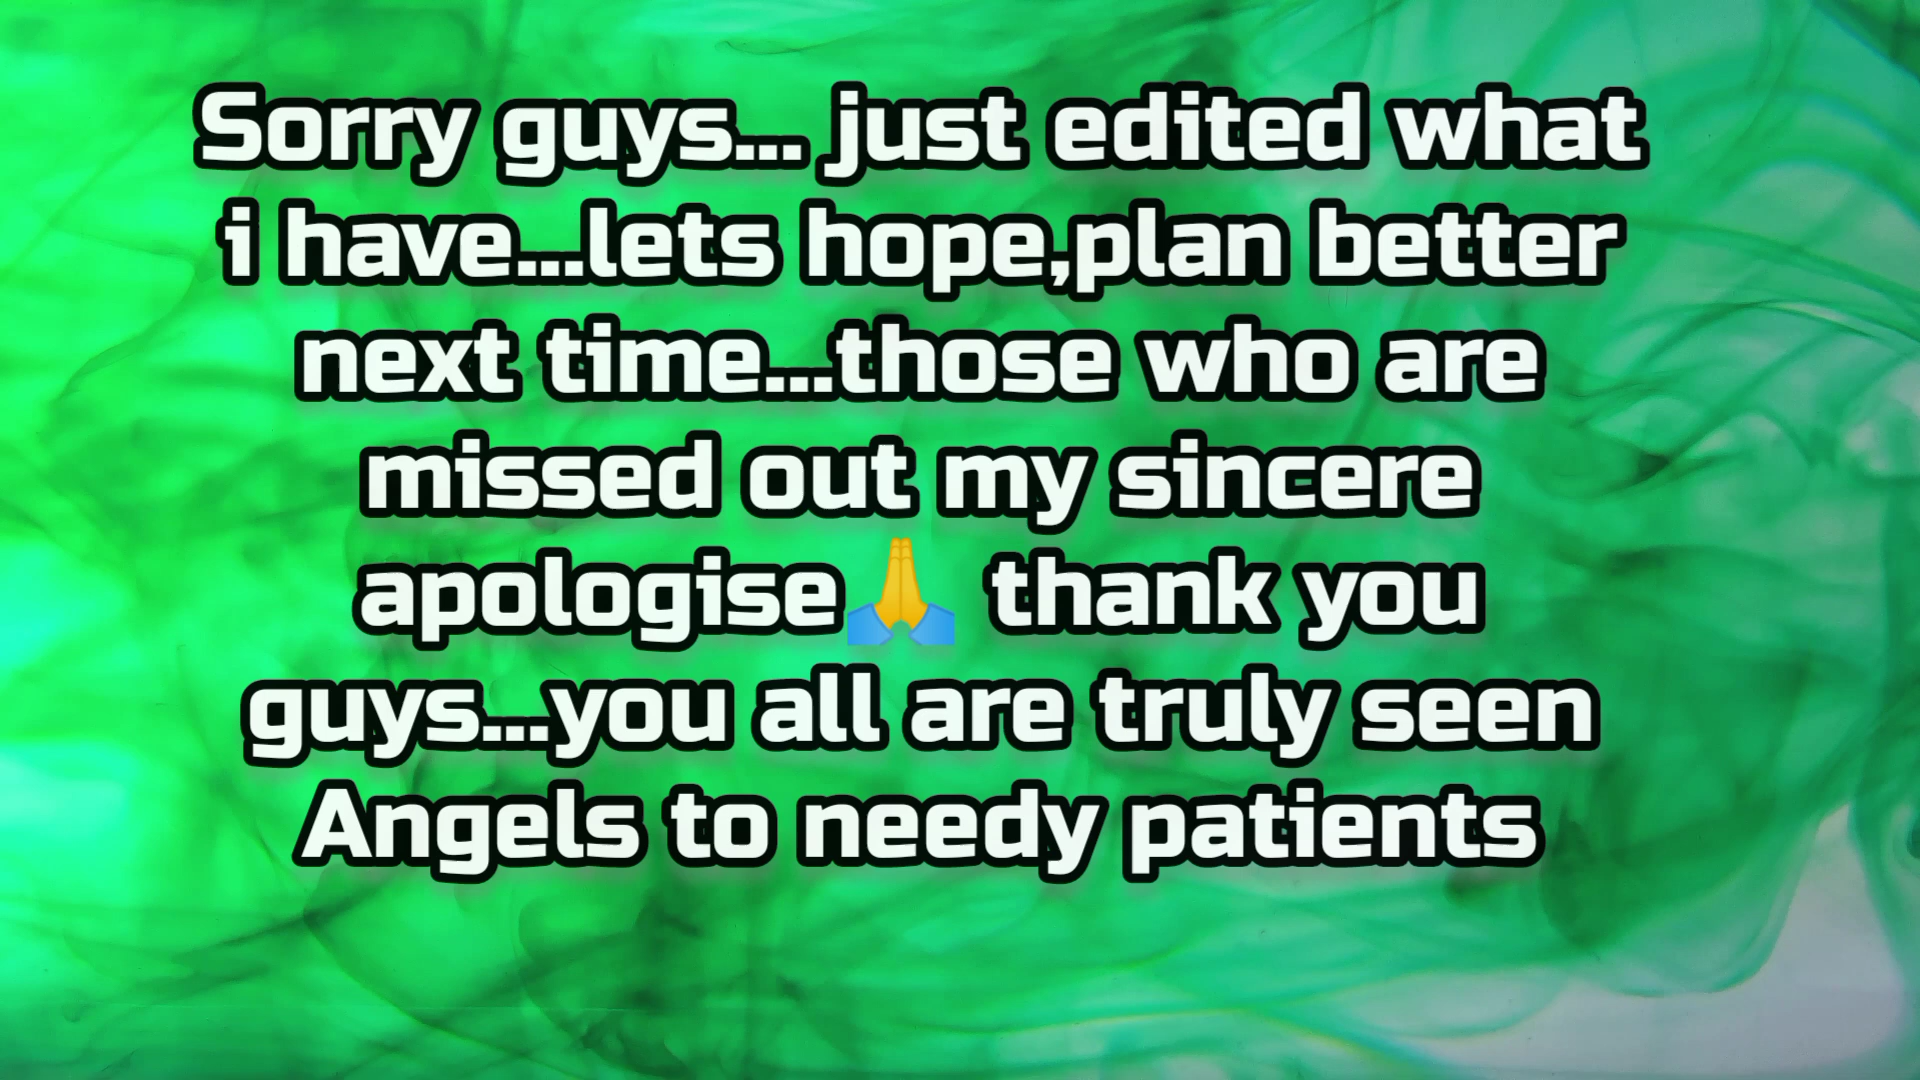 Sorry guys... just edited what
i have...lets hope,plan better
next time...those who are
missed out my sincere
apologise🙏 thank you
guys...you all are truly seen
Angels to needy patients